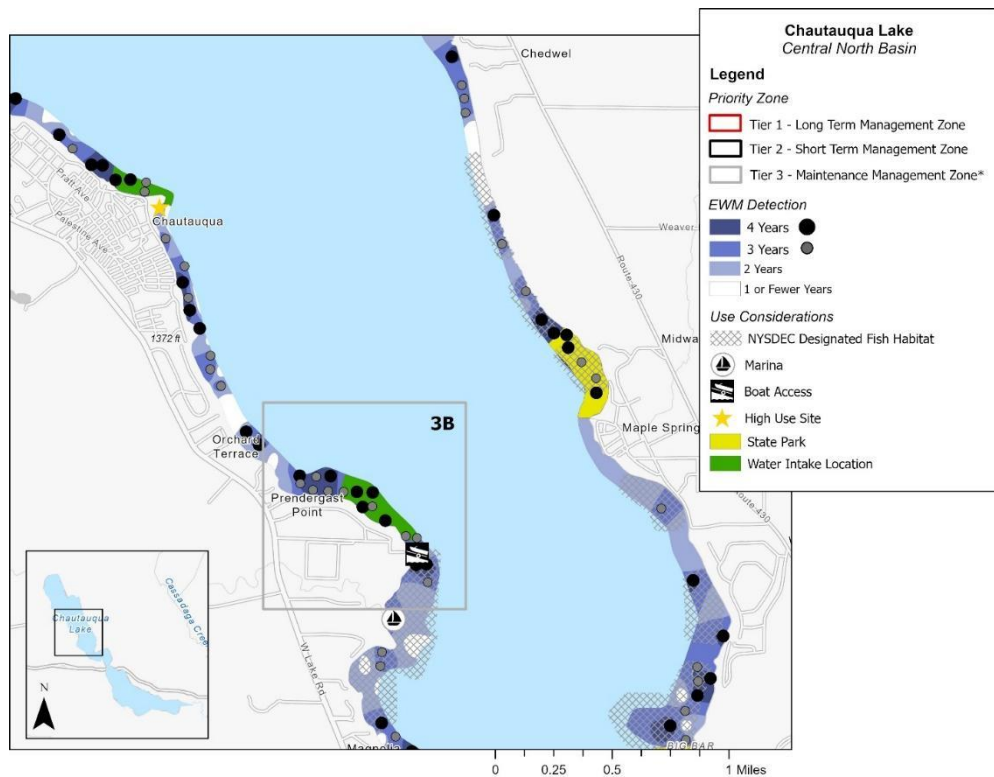 Chautauqua Lake
Central North Basin
Legend
Priority Zone
Tier 1 - Long Term Management Zone
Tier 2 - Short Term Management Zone
Tier 3 - Maintenance Management Zone*
EWM Detection
4 Years
3 Years
2 Years
1 or Fewer Years
Use Considerations
NYSDEC Designated Fish Habitat
Marina
Boat Access
High Use Site
State Park
Water Intake Location
Chedwel
Pratt Ave
Palestine Ave
Chautauqua
Weaver
Route 430
1372 ft
Midwa
Maple Spring
Orchard
Terrace
3B
Prendergast
Point
Route 430
W Lake Rd
Magnolia
BIG BAR
Chautauqua
Lake
Cassadaga Cree
N
0 0.25 0.5 1 Miles